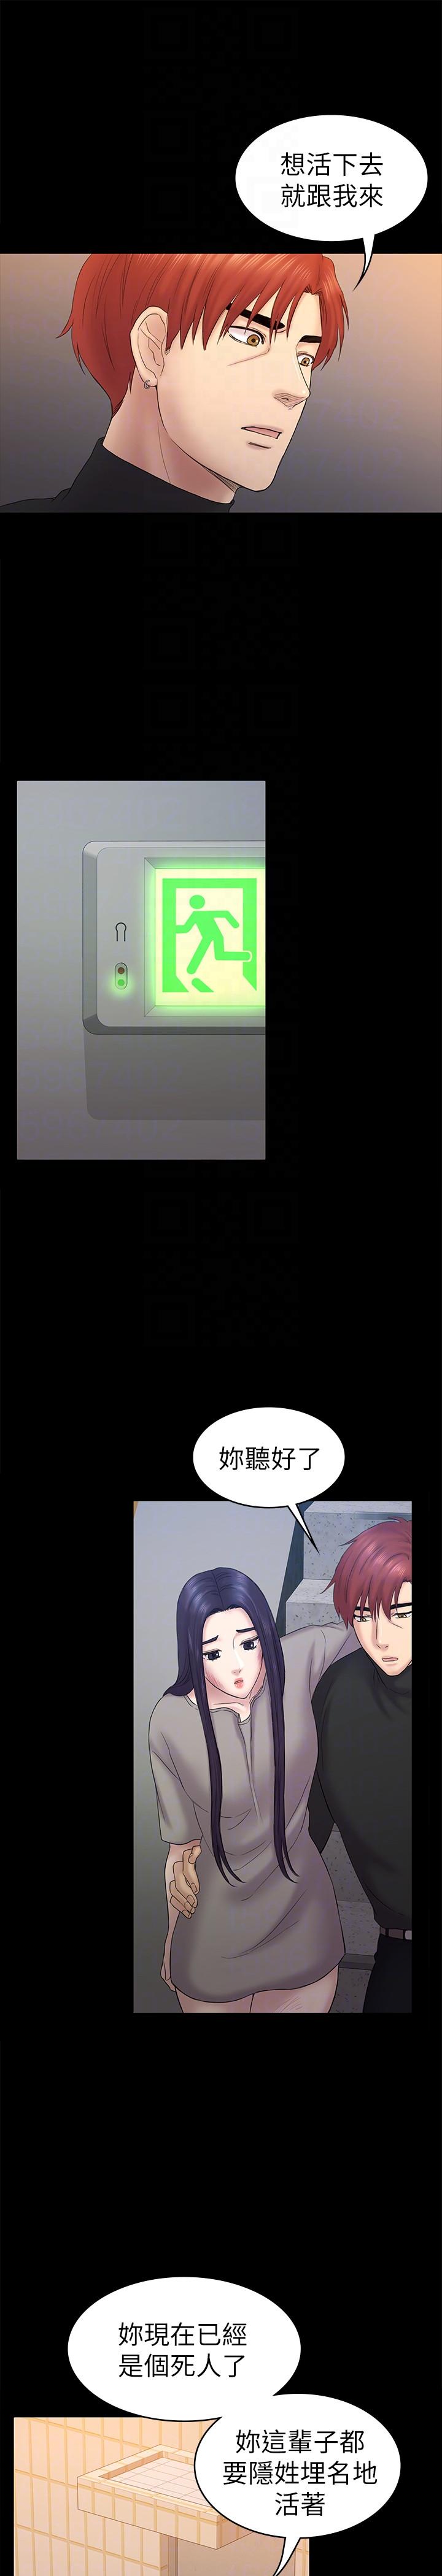 想活下去
就跟我來
妳聽好了
妳現在已經
是個死人了
妳這輩子都
要隱姓埋名地
活著